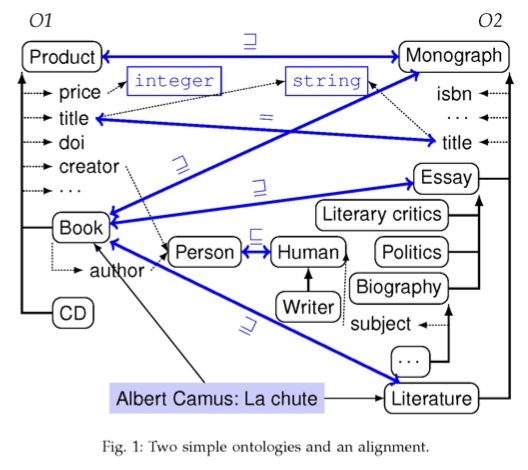 O1
O2
Product
⊒
Monograph
price
integer
string
isbn
title
=
...
doi
title
creator
⊒
...
⊒
Essay
Book
Literary critics
author
Person
⊑
Human
Politics
Biography
CD
Writer
⊒
subject
...
Albert Camus: La chute
Literature
Fig. 1: Two simple ontologies and an alignment.